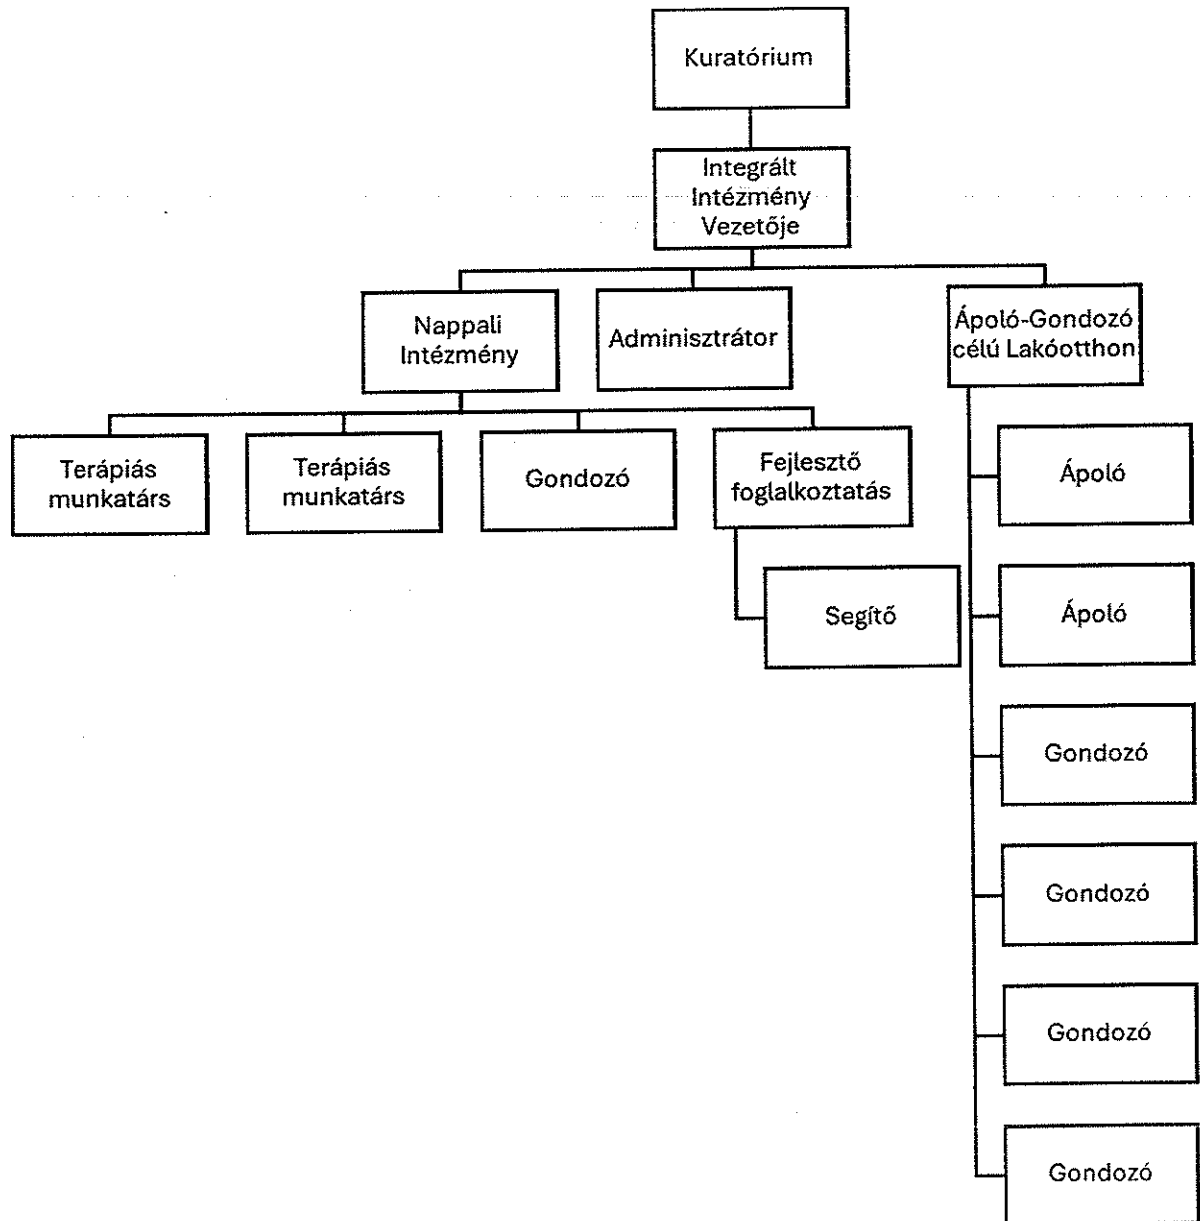 Kuratórium
Integrált
Intézmény
Vezetője
Nappali
Intézmény
Adminisztrátor
Ápoló-Gondozó
célú Lakóotthon
Terápiás
munkatárs
Terápiás
munkatárs
Gondozó
Fejlesztő
foglalkoztatás
Segítő
Ápoló
Ápoló
Gondozó
Gondozó
Gondozó
Gondozó